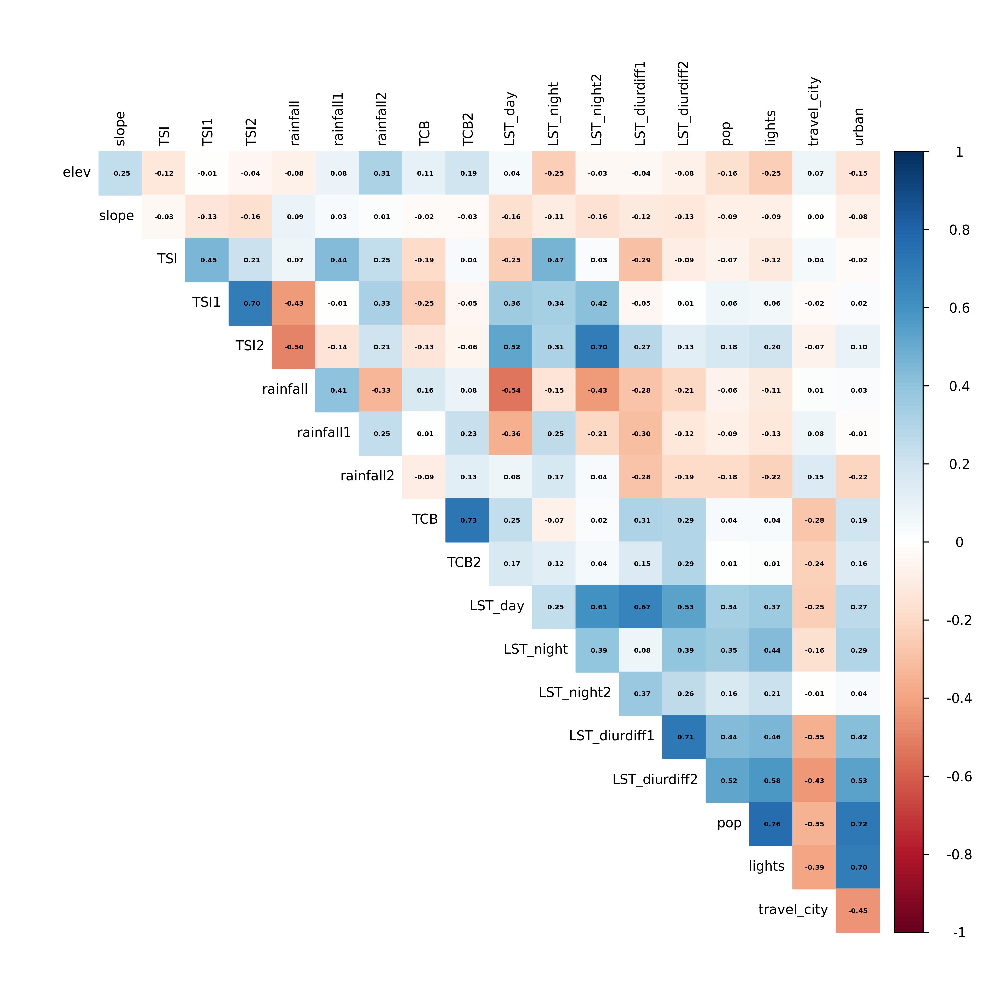 slope TSI TSI1 TSI2 rainfall rainfall1 rainfall2 TCB TCB2 LST_day LST_night LST_night2 LST_diurdiff1 LST_diurdiff2 pop lights travel_city urban
elev 0.25 -0.12 -0.01 -0.04 -0.08 0.08 0.31 0.11 0.19 0.04 -0.25 -0.03 -0.04 -0.08 -0.16 -0.25 0.07 -0.15
slope -0.03 -0.13 -0.16 0.09 0.03 0.01 -0.02 -0.03 -0.16 -0.11 -0.16 -0.12 -0.13 -0.09 -0.09 0.00 -0.08
TSI 0.45 0.21 0.07 0.44 0.25 -0.19 0.04 -0.25 0.47 0.03 -0.29 -0.09 -0.07 -0.12 0.04 -0.02
TSI1 0.70 -0.43 -0.01 0.33 -0.25 -0.05 0.36 0.34 0.42 -0.05 0.01 0.06 0.06 -0.02 0.02
TSI2 -0.50 -0.14 0.21 -0.13 -0.06 0.52 0.31 0.70 0.27 0.13 0.18 0.20 -0.07 0.10
rainfall 0.41 -0.33 0.16 0.08 -0.54 -0.15 -0.43 -0.28 -0.21 -0.06 -0.11 0.01 0.03
rainfall1 0.25 0.01 0.23 -0.36 0.25 -0.21 -0.30 -0.12 -0.09 -0.13 0.08 -0.01
rainfall2 -0.09 0.13 0.08 0.17 0.04 -0.28 -0.19 -0.18 -0.22 0.15 -0.22
TCB 0.73 0.25 -0.07 0.02 0.31 0.29 0.04 0.04 -0.28 0.19
TCB2 0.17 0.12 0.04 0.15 0.29 0.01 0.01 -0.24 0.16
LST_day 0.25 0.61 0.67 0.53 0.34 0.37 -0.25 0.27
LST_night 0.39 0.08 0.39 0.35 0.44 -0.16 0.29
LST_night2 0.37 0.26 0.16 0.21 -0.01 0.04
LST_diurdiff1 0.71 0.44 0.46 -0.35 0.42
LST_diurdiff2 0.52 0.58 -0.43 0.53
pop 0.76 -0.35 0.72
lights -0.39 0.70
travel_city -0.45
1
0.8
0.6
0.4
0.2
0
-0.2
-0.4
-0.6
-0.8
-1